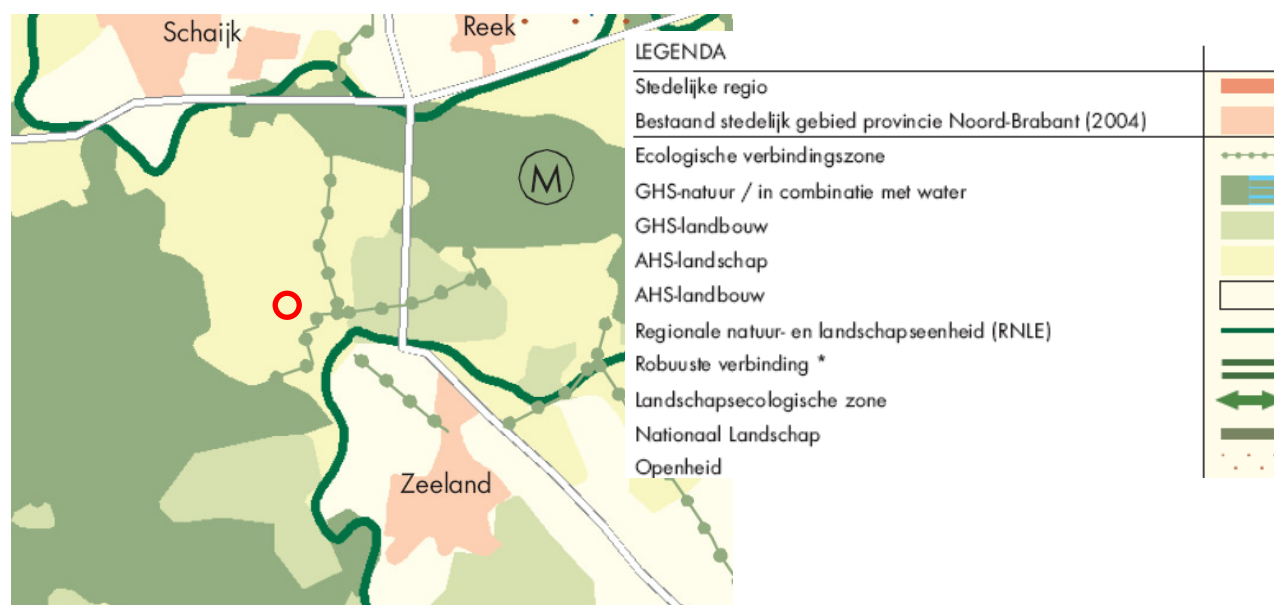 Schaijk
Reek
M
Zeeland
LEGENDA
Stedelijke regio
Bestaand stedelijk gebied provincie Noord-Brabant (2004)
Ecologische verbindingszone
GHS-natuur / in combinatie met water
GHS-landbouw
AHS-landschap
AHS-landbouw
Regionale natuur- en landschapseenheid (RNLE)
Robuuste verbinding *
Landschapsecologische zone
Nationaal Landschap
Openheid